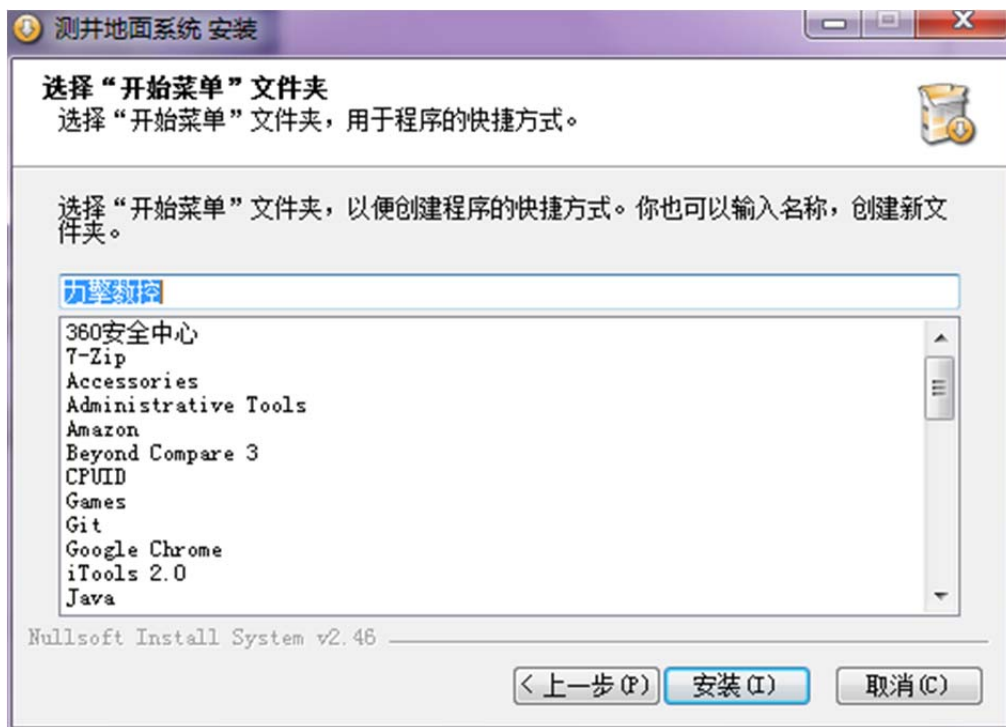 测井地面系统 安装
选择“开始菜单”文件夹
选择“开始菜单”文件夹，用于程序的快捷方式。
选择“开始菜单”文件夹，以便创建程序的快捷方式。你也可以输入名称，创建新文
件夹。
力擎数控
360安全中心
7-Zip
Accessories
Administrative Tools
Amazon
Beyond Compare 3
CPUID
Games
Git
Google Chrome
iTools 2.0
Java
Nullsoft Install System v2.46
< 上一步(P)
安装(I)
取消(C)